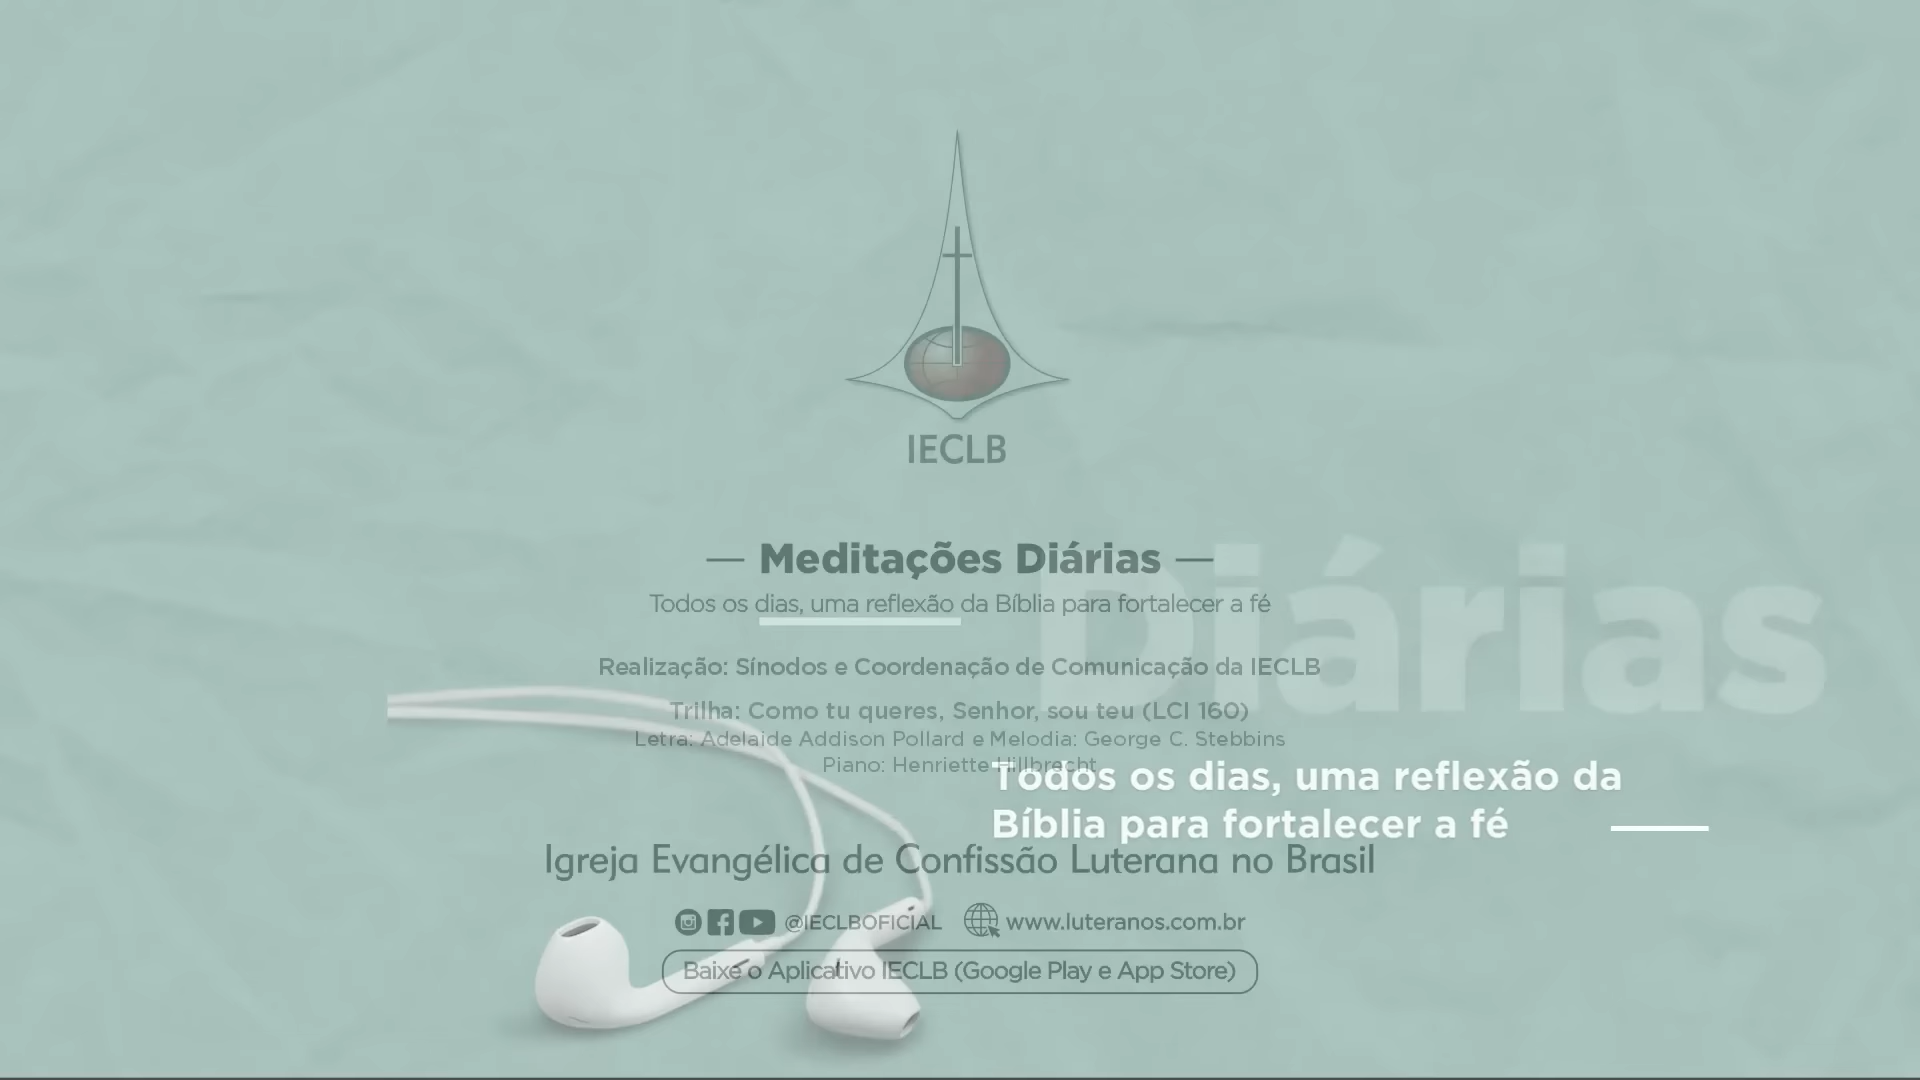 IECLB
— Meditações Diárias —
Todos os dias, uma reflexão da Bíblia para fortalecer a fé
Diárias
Realização: Sínodos e Coordenação de Comunicação da IECLB
Trilha: Como tu queres, Senhor, sou teu (LCI 160)
Letra: Adelaide Addison Pollard e Melodia: George C. Stebbins
Piano: Henriette Hillbrecht
Todos os dias, uma reflexão da
Bíblia para fortalecer a fé
Igreja Evangélica de Confissão Luterana no Brasil
@IECLBOFICIAL www.luteranos.com.br
Baixe o Aplicativo IECLB (Google Play e App Store)